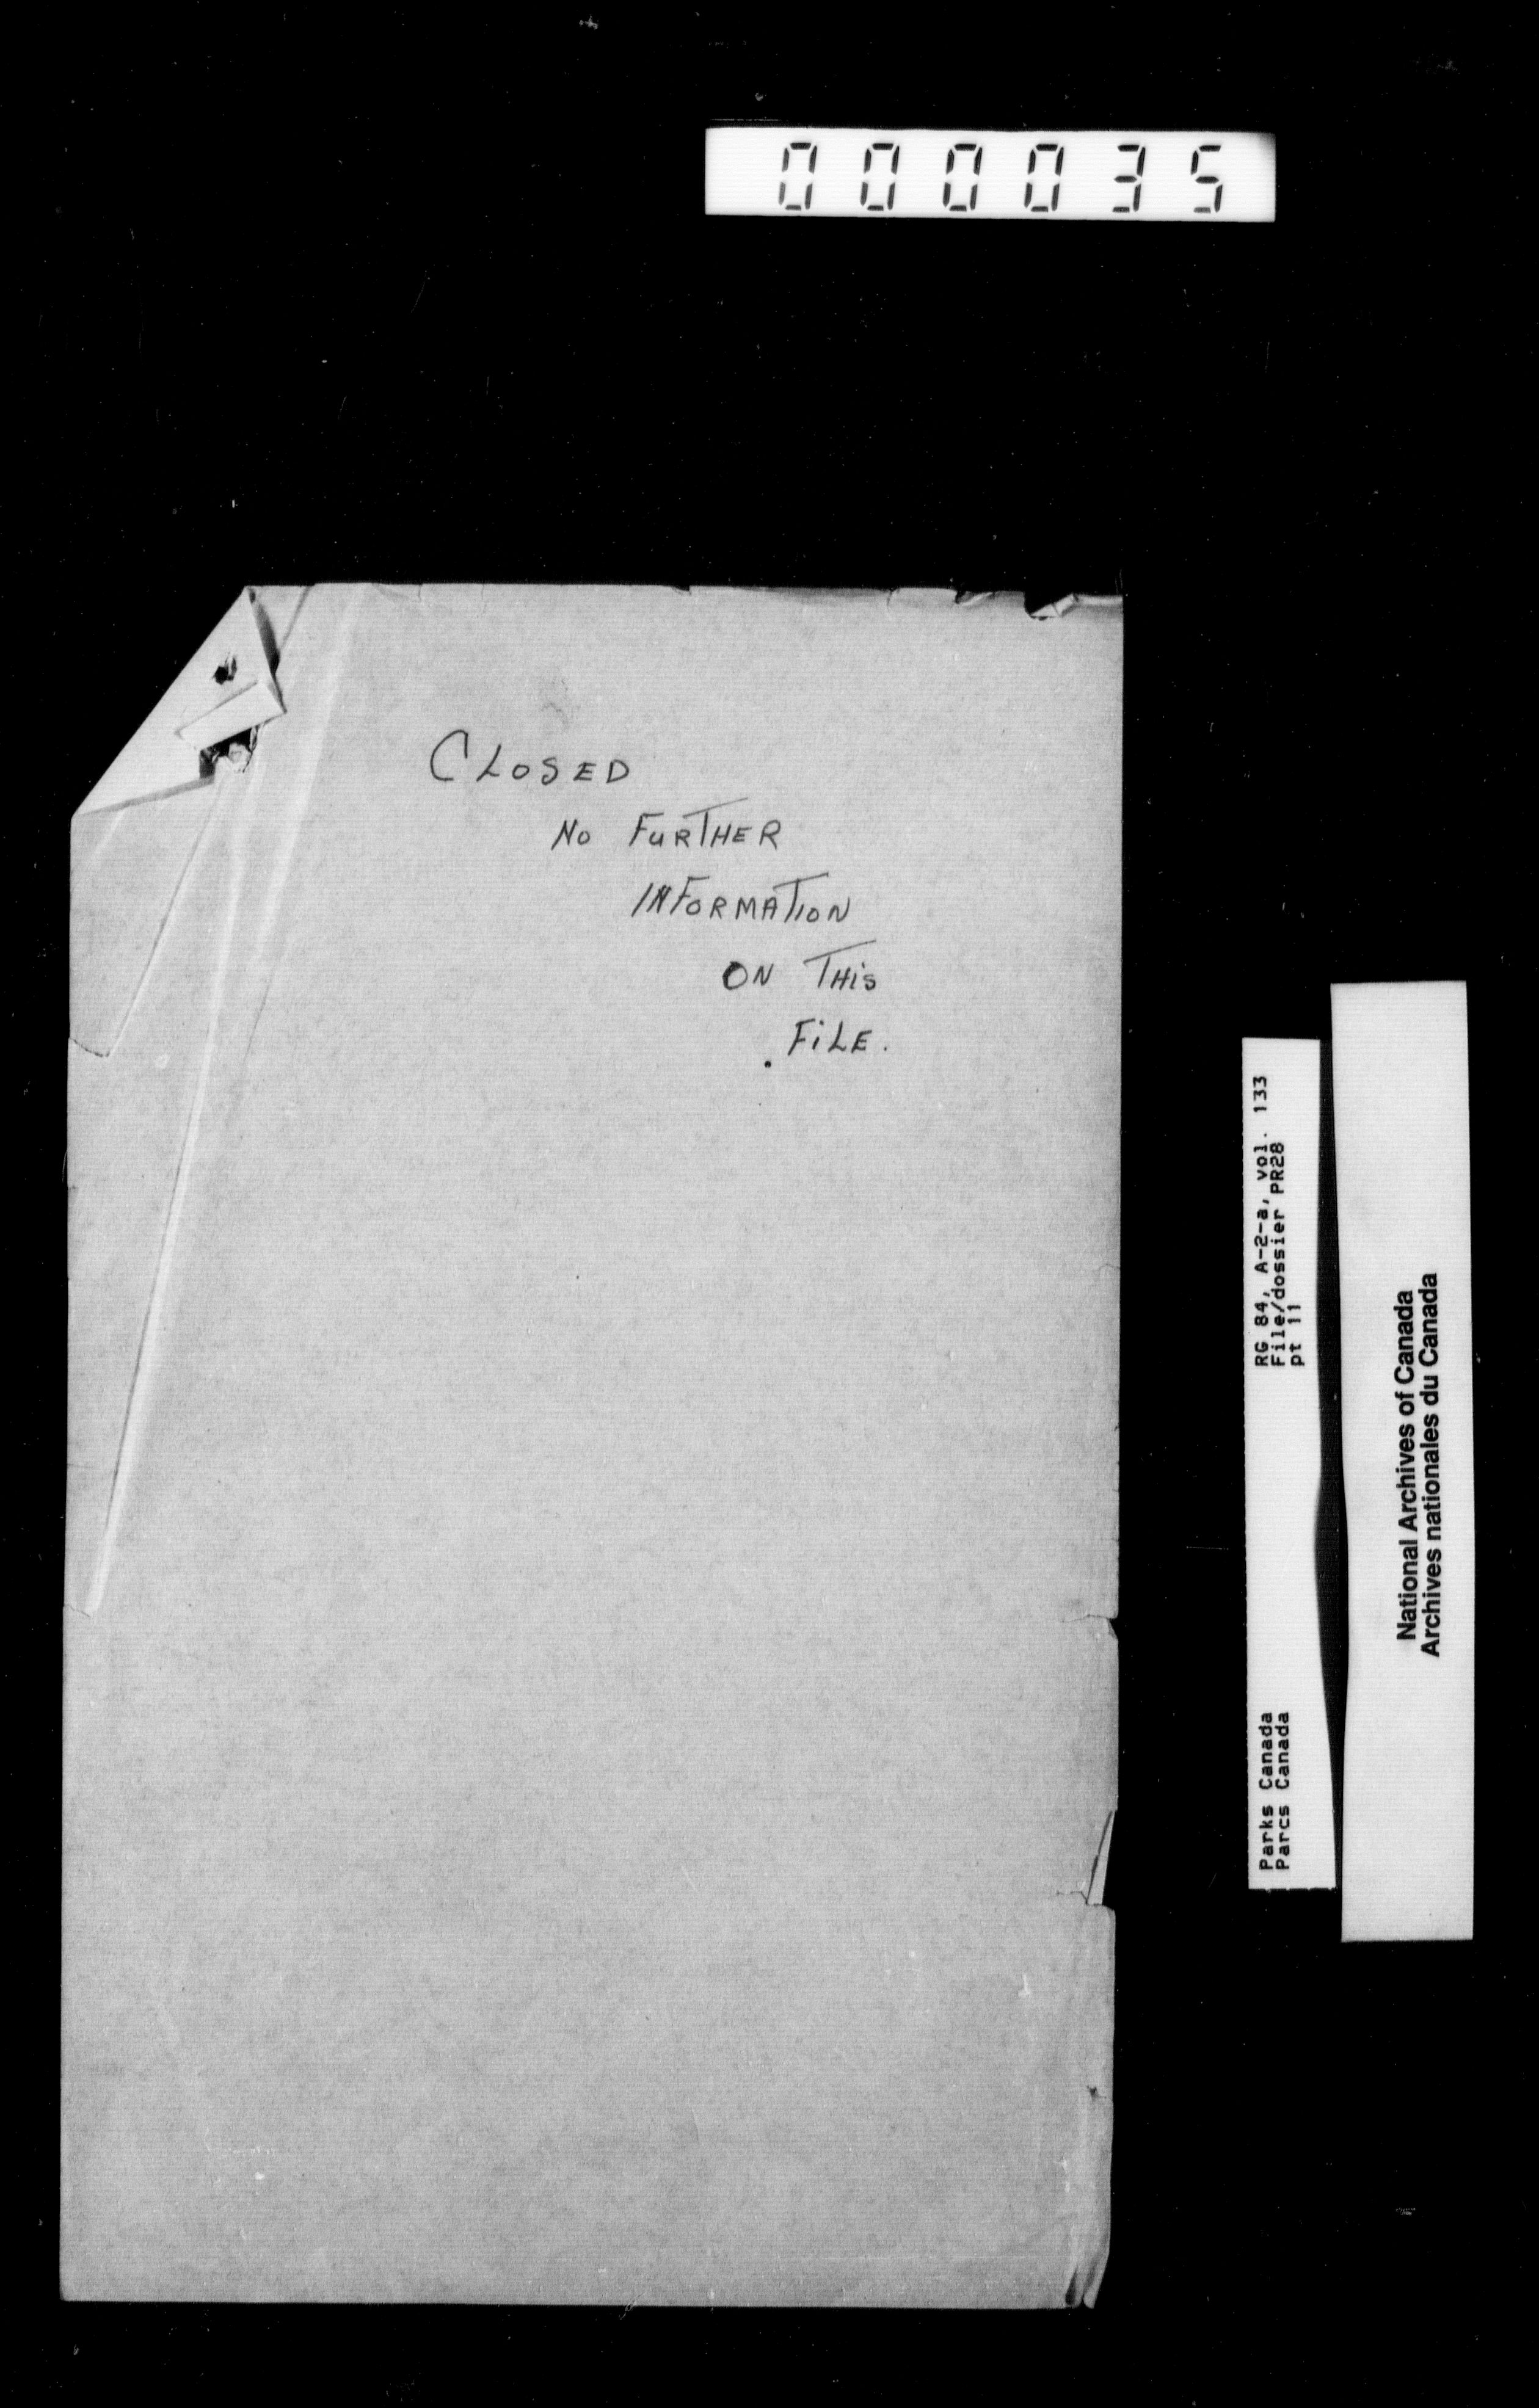 000035
CLOSED
NO FURTHER
INFORMATION
ON THIS
FILE.
RG 84, A-2-a, vol. 133
File/dossier PR28
pt 11
Parks Canada
Parcs Canada
National Archives of Canada
Archives nationales du Canada